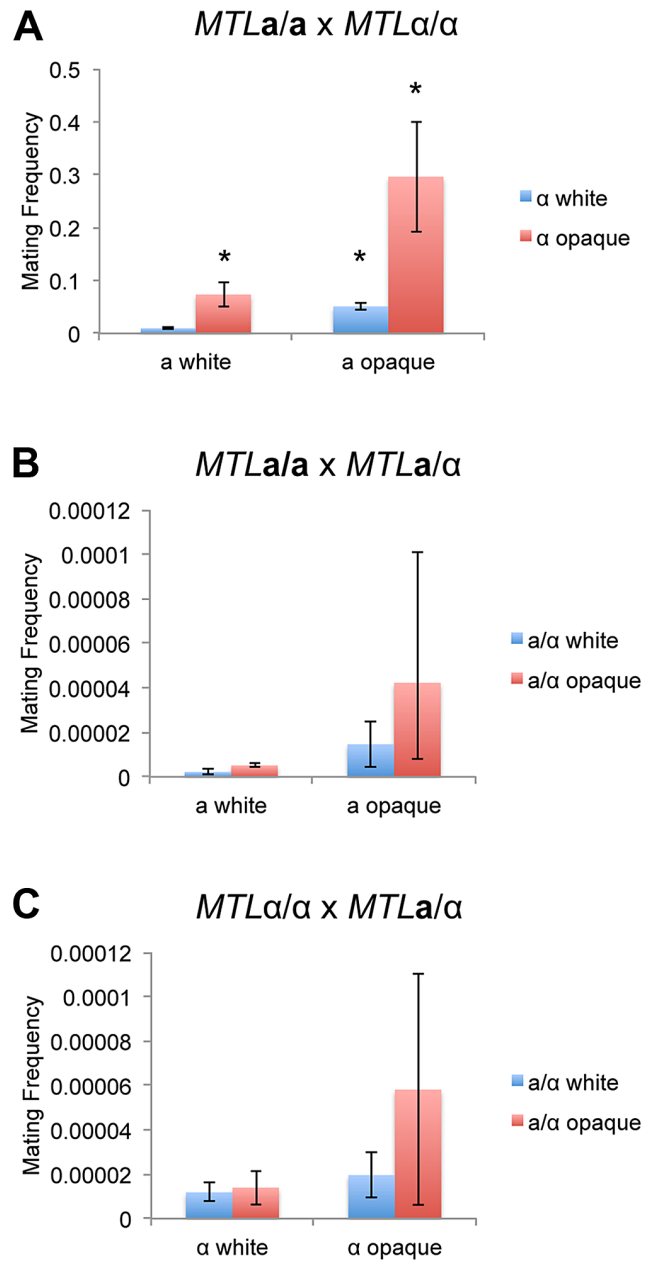 A
MTLa/a x MTLα/α
Mating Frequency
0.5
0.4
0.3
0.2
0.1
0
*
*
*
a white
a opaque
α white
α opaque
B
MTLa/a x MTLa/α
Mating Frequency
0.00012
0.0001
0.00008
0.00006
0.00004
0.00002
0
a white
a opaque
a/α white
a/α opaque
C
MTLα/α x MTLa/α
Mating Frequency
0.00012
0.0001
0.00008
0.00006
0.00004
0.00002
0
α white
α opaque
a/α white
a/α opaque